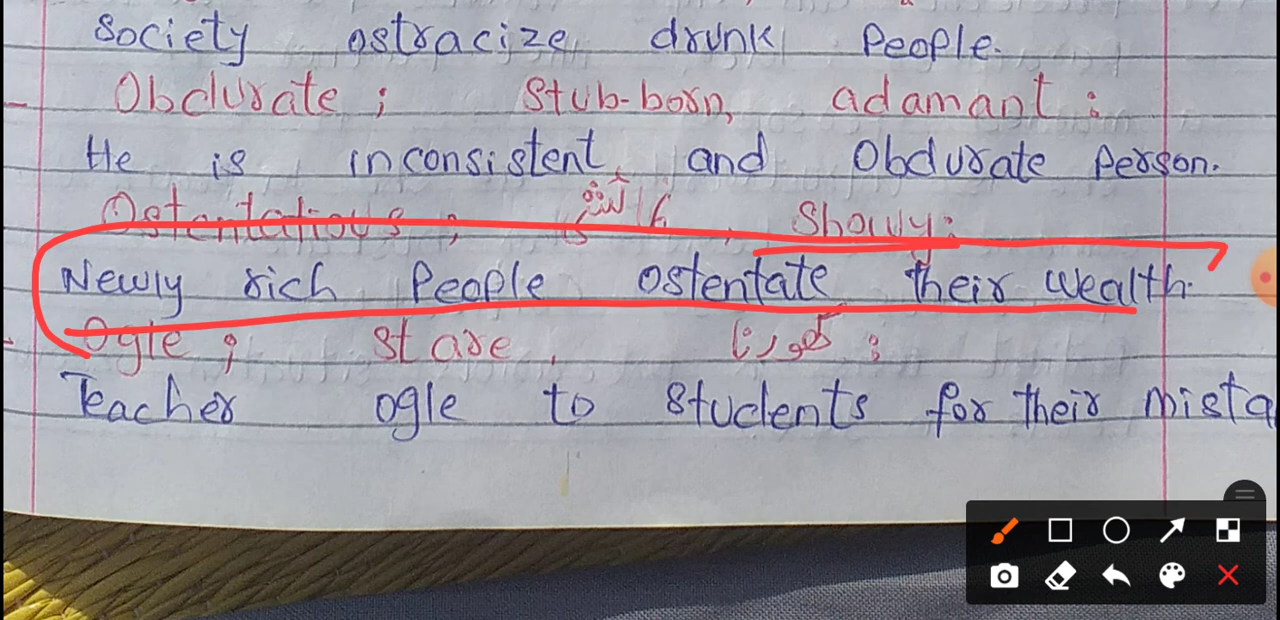 Society ostracize drunk People.
Obdurate ; Stub-born, adamant ;
He is inconsistent, and Obdurate Person.
Ostentatious ; نمائشی , Showy;
Newly rich People ostentate their wealth.
Ogle ; stare , گھورنا ;
Teacher ogle to students for their mista